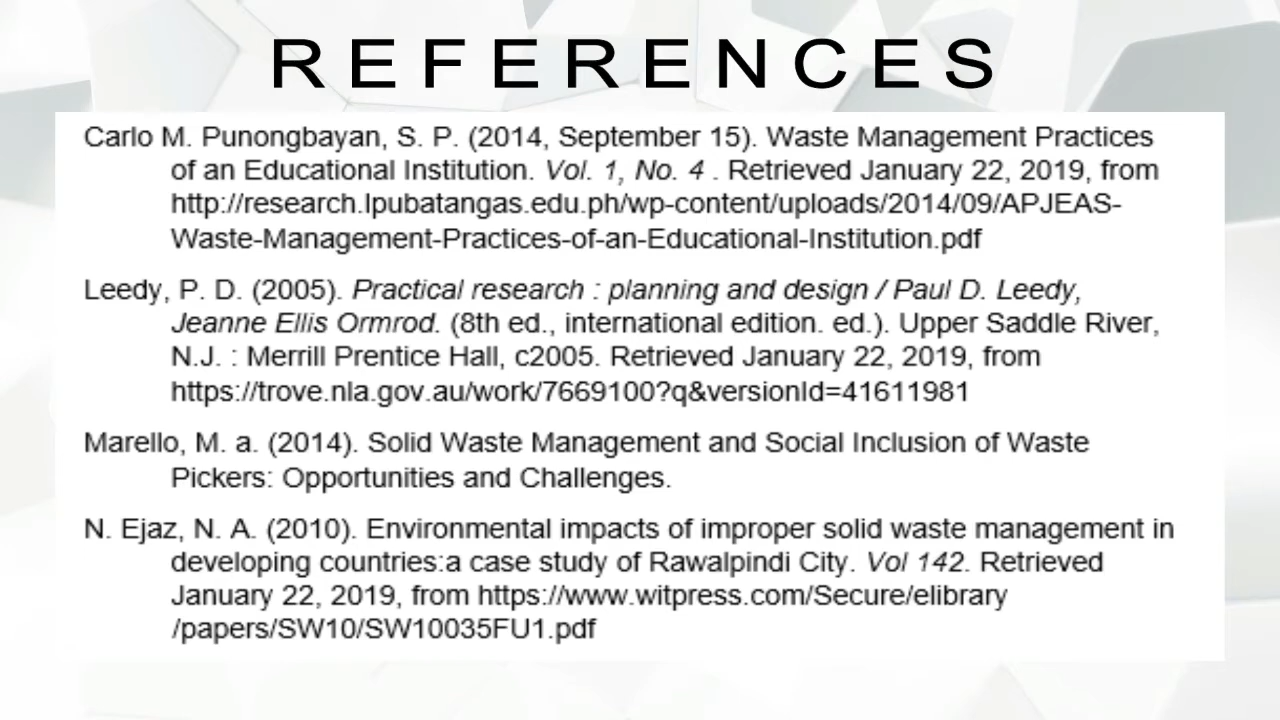 REFERENCES
Carlo M. Punongbayan, S. P. (2014, September 15). Waste Management Practices
of an Educational Institution. Vol. 1, No. 4 . Retrieved January 22, 2019, from
http://research.lpubatangas.edu.ph/wp-content/uploads/2014/09/APJEAS-
Waste-Management-Practices-of-an-Educational-Institution.pdf
Leedy, P. D. (2005). Practical research : planning and design / Paul D. Leedy,
Jeanne Ellis Ormrod. (8th ed., international edition. ed.). Upper Saddle River,
N.J. : Merrill Prentice Hall, c2005. Retrieved January 22, 2019, from
https://trove.nla.gov.au/work/7669100?q&versionId=41611981
Marello, M. a. (2014). Solid Waste Management and Social Inclusion of Waste
Pickers: Opportunities and Challenges.
N. Ejaz, N. A. (2010). Environmental impacts of improper solid waste management in
developing countries:a case study of Rawalpindi City. Vol 142. Retrieved
January 22, 2019, from https://www.witpress.com/Secure/elibrary
/papers/SW10/SW10035FU1.pdf